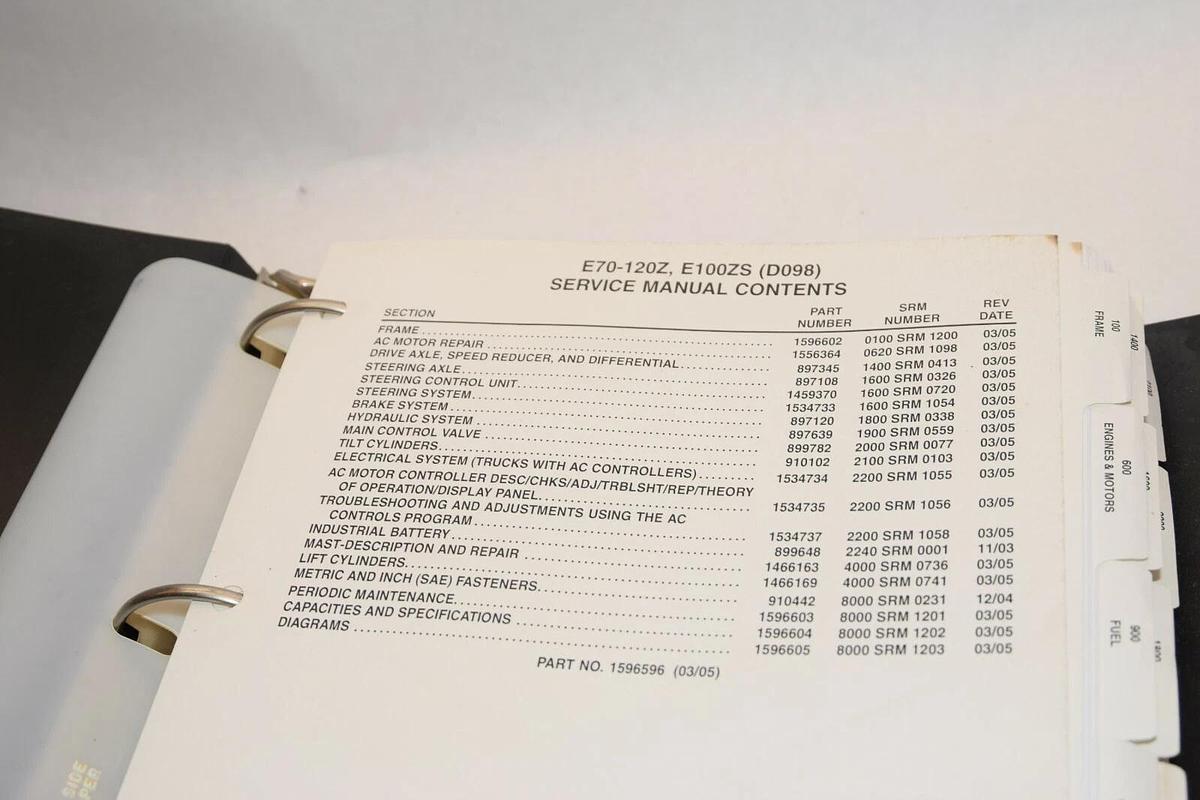 E70-120Z, E100ZS (D098)
SERVICE MANUAL CONTENTS
SECTION PART NUMBER SRM NUMBER REV DATE
FRAME 1596602 0100 SRM 1200 03/05
AC MOTOR REPAIR 1556364 0620 SRM 1098 03/05
DRIVE AXLE, SPEED REDUCER, AND DIFFERENTIAL 897345 1400 SRM 0413 03/05
STEERING AXLE 897108 1600 SRM 0326 03/05
STEERING CONTROL UNIT 1459370 1600 SRM 0720 03/05
STEERING SYSTEM 1534733 1600 SRM 1054 03/05
BRAKE SYSTEM 897120 1800 SRM 0338 03/05
HYDRAULIC SYSTEM 897639 1900 SRM 0559 03/05
MAIN CONTROL VALVE 899782 2000 SRM 0077 03/05
TILT CYLINDERS 910102 2100 SRM 0103 03/05
ELECTRICAL SYSTEM (TRUCKS WITH AC CONTROLLERS) 1534734 2200 SRM 1055 03/05
AC MOTOR CONTROLLER DESC/CHKS/ADJ/TRBLSHT/REP/THEORY
OF OPERATION/DISPLAY PANEL 1534735 2200 SRM 1056 03/05
TROUBLESHOOTING AND ADJUSTMENTS USING THE AC
CONTROLS PROGRAM 1534737 2200 SRM 1058 03/05
INDUSTRIAL BATTERY 899648 2240 SRM 0001 11/03
MAST-DESCRIPTION AND REPAIR 1466163 4000 SRM 0736 03/05
LIFT CYLINDERS 1466169 4000 SRM 0741 03/05
METRIC AND INCH (SAE) FASTENERS 910442 8000 SRM 0231 12/04
PERIODIC MAINTENANCE 1596603 8000 SRM 1201 03/05
CAPACITIES AND SPECIFICATIONS 1596604 8000 SRM 1202 03/05
DIAGRAMS 1596605 8000 SRM 1203 03/05
PART NO. 1596596 (03/05)
100
FRAME
1400
600
ENGINES & MOTORS
900
FUEL
SIDE